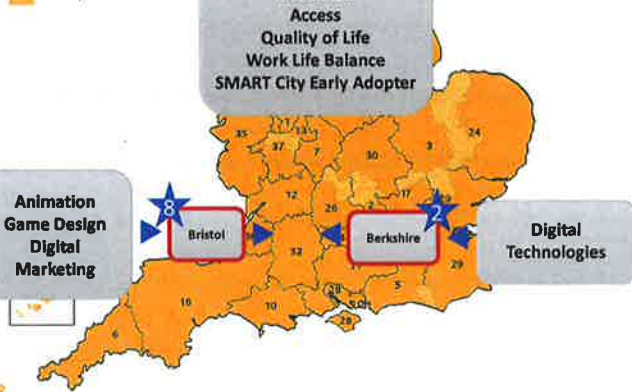 Access
Quality of Life
Work Life Balance
SMART City Early Adopter
35
13
37
7
30
3
24
12
26
2
17
Animation
Game Design
Digital
Marketing
8
Bristol
32
Berkshire
2
Digital
Technologies
29
16
10
5
28
6